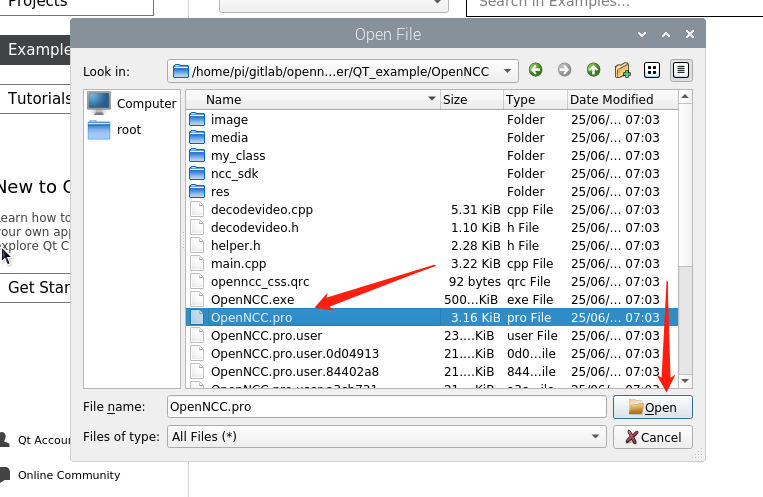 Projects
Search in Examples...
Open File
Example
Look in:
/home/pi/gitlab/openn...er/QT_example/OpenNCC
Tutorials
Computer
root
Name Size Type Date Modified
image Folder 25/06/... 07:03
media Folder 25/06/... 07:03
my_class Folder 25/06/... 07:03
ncc_sdk Folder 25/06/... 07:03
res Folder 25/06/... 07:03
decodevideo.cpp 5.31 KiB cpp File 25/06/... 07:03
decodevideo.h 1.10 KiB h File 25/06/... 07:03
helper.h 2.28 KiB h File 25/06/... 07:03
main.cpp 3.22 KiB cpp File 25/06/... 07:03
openncc_css.qrc 92 bytes qrc File 25/06/... 07:03
OpenNCC.exe 500...KiB exe File 25/06/... 07:03
OpenNCC.pro 3.16 KiB pro File 25/06/... 07:03
OpenNCC.pro.user 23....KiB user File 25/06/... 07:03
OpenNCC.pro.user.0d04913 21....KiB 0d0...ile 25/06/... 07:03
OpenNCC.pro.user.84402a8 21....KiB 844...ile 25/06/... 07:03
New to
Learn how to
your own app
explore Qt C
Get Star
File name:
OpenNCC.pro
Open
Files of type:
All Files (*)
Cancel
Qt Accou
Online Community